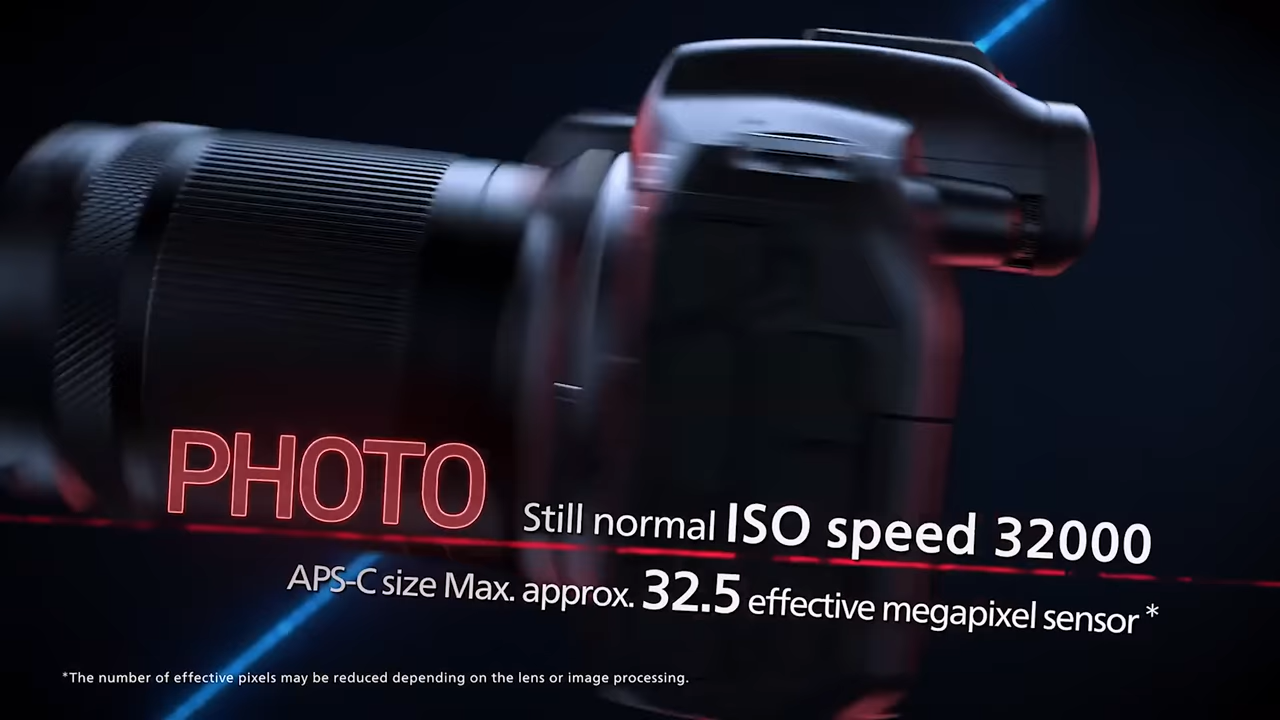 PHOTO
Still normal ISO speed 32000
APS-C size Max. approx. 32.5 effective megapixel sensor*
*The number of effective pixels may be reduced depending on the lens or image processing.